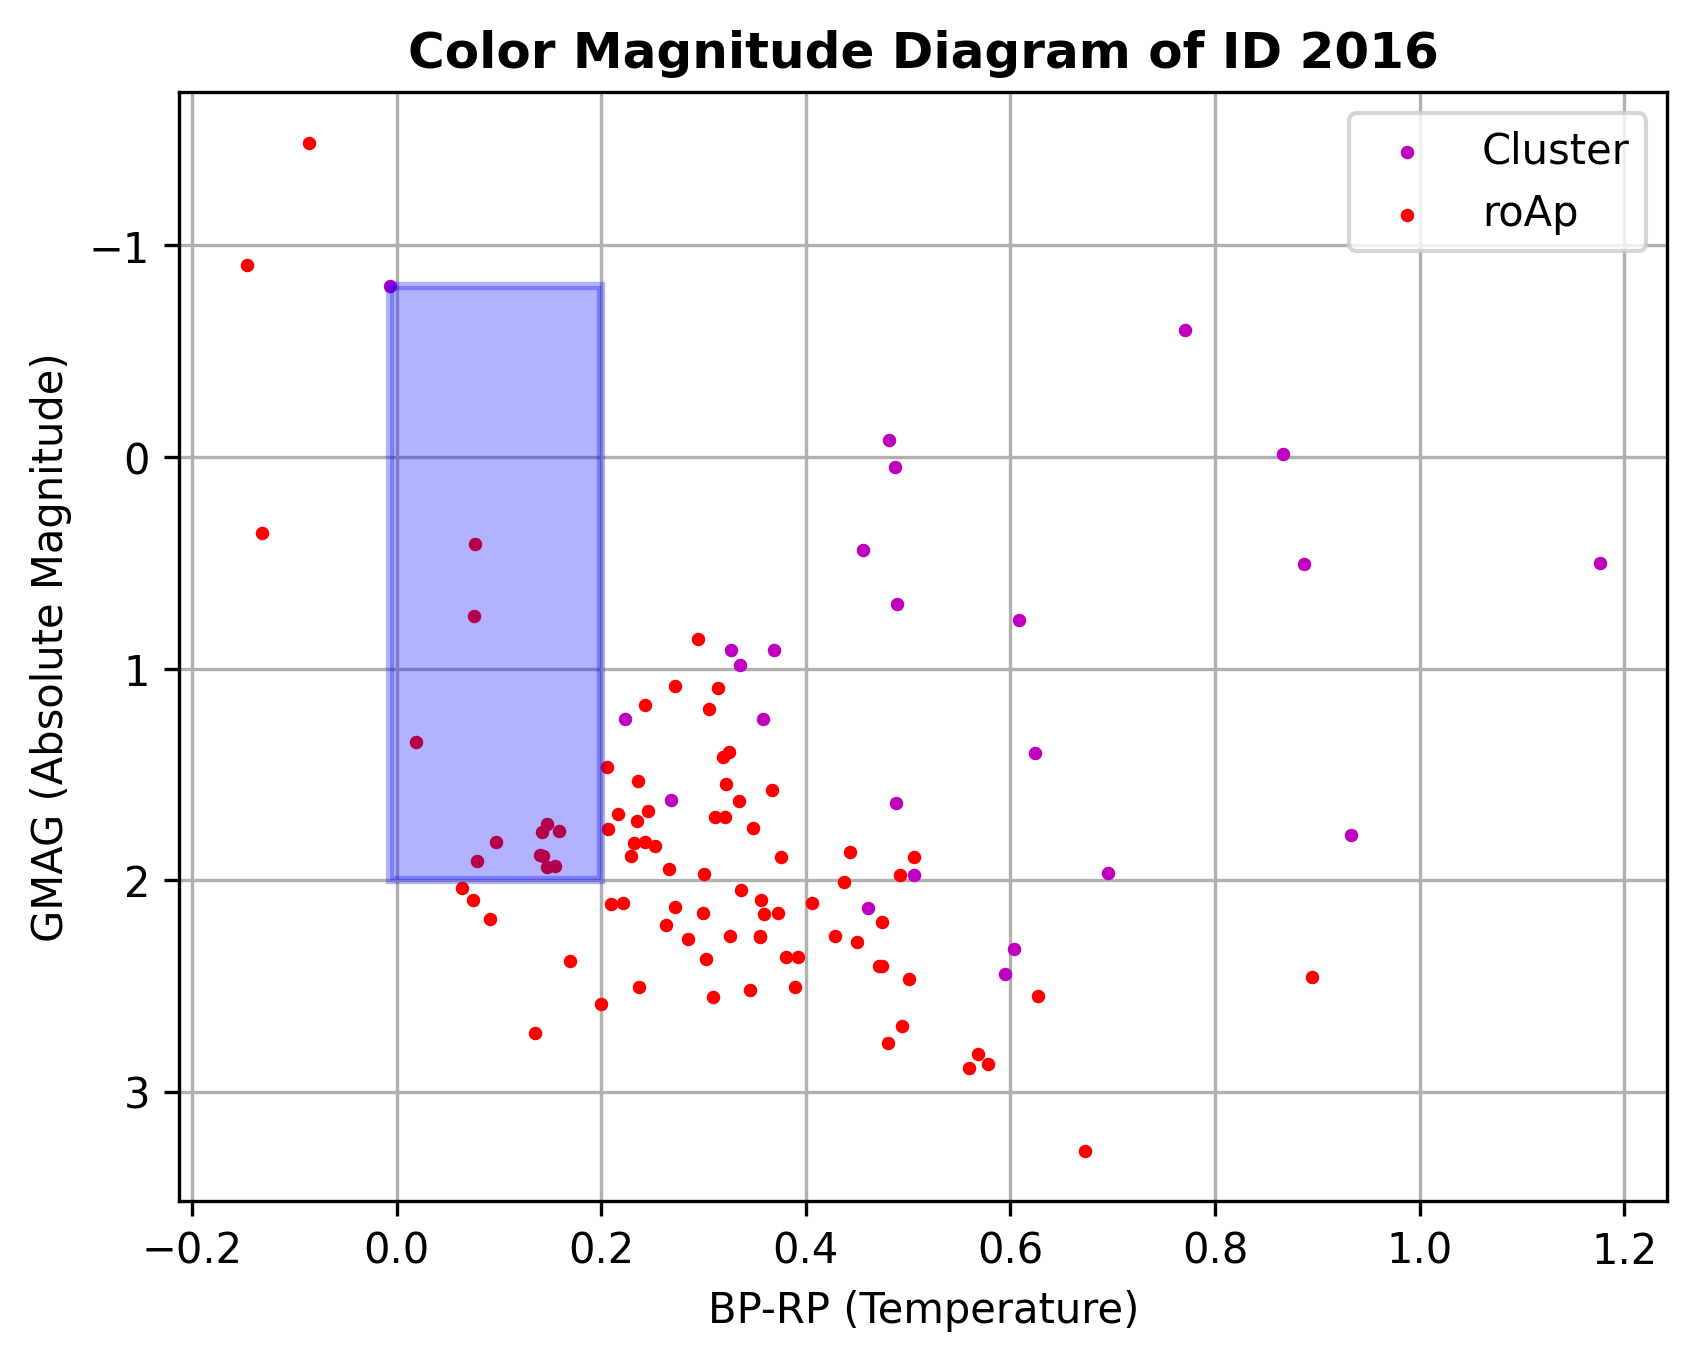 Color Magnitude Diagram of ID 2016
Cluster
roAp
GMAG (Absolute Magnitude)
−1
0
1
2
3
−0.2 0.0 0.2 0.4 0.6 0.8 1.0 1.2
BP-RP (Temperature)